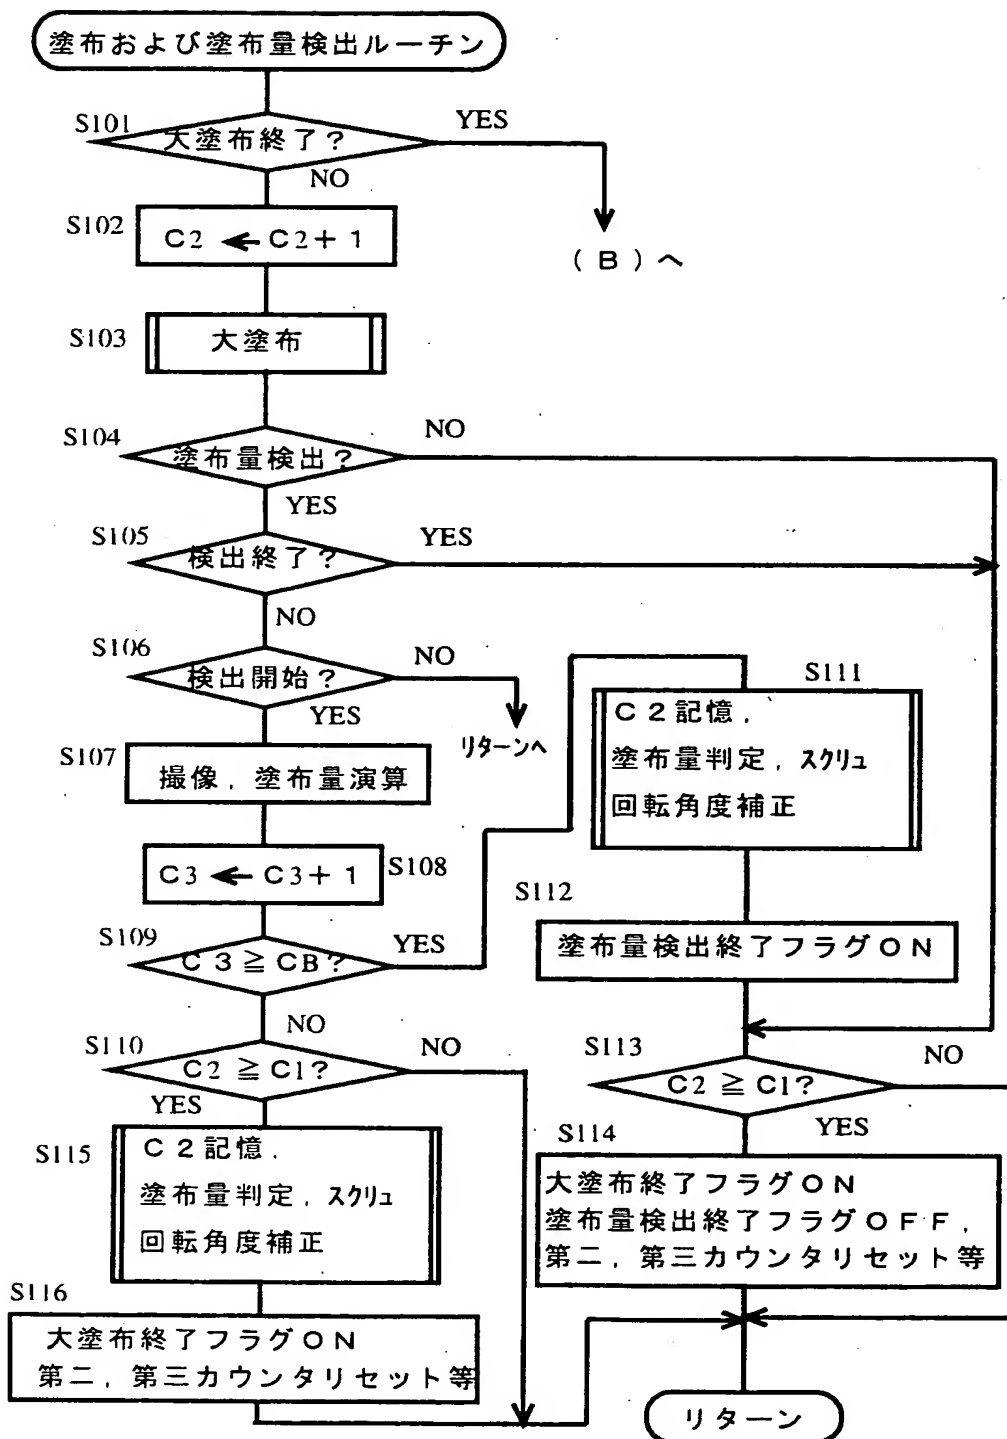 塗布および塗布量検出ルーチン
S101
大塗布終了?
YES
NO
(B)へ
S102
C2 ← C2+1
S103
大塗布
S104
塗布量検出?
NO
YES
S105
検出終了?
YES
NO
S106
検出開始?
NO
YES
リターンへ
S107
撮像,塗布量演算
C3 ← C3+1
S108
S109
C3≧CB?
YES
NO
S110
C2≧C1?
NO
YES
S115
C2記憶,
塗布量判定,スクリュ
回転角度補正
S116
大塗布終了フラグON
第二,第三カウンタリセット等
S111
C2記憶,
塗布量判定,スクリュ
回転角度補正
S112
塗布量検出終了フラグON
S113
C2≧C1?
NO
YES
S114
大塗布終了フラグON
塗布量検出終了フラグOFF,
第二,第三カウンタリセット等
リターン